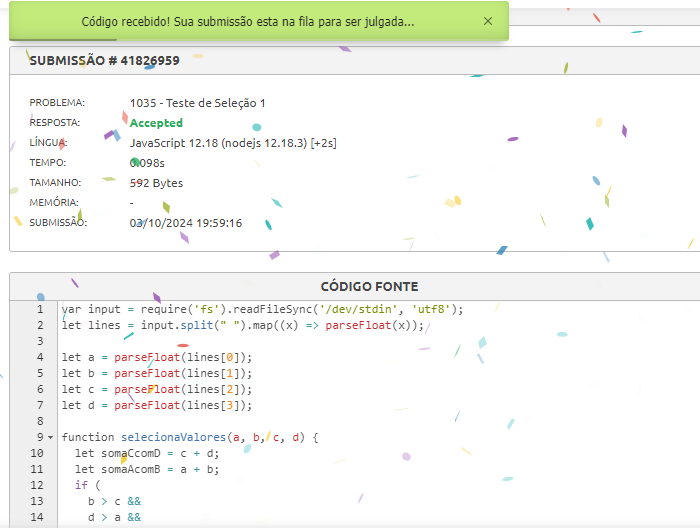 Código recebido! Sua submissão esta na fila para ser julgada... ×
SUBMISSÃO # 41826959
PROBLEMA: 1035 - Teste de Seleção 1
RESPOSTA: Accepted
LÍNGUA: JavaScript 12.18 (nodejs 12.18.3) [+2s]
TEMPO: 0.098s
TAMANHO: 592 Bytes
MEMÓRIA: -
SUBMISSÃO: 03/10/2024 19:59:16
CÓDIGO FONTE
1 var input = require('fs').readFileSync('/dev/stdin', 'utf8');
2 let lines = input.split(" ").map((x) => parseFloat(x));
3
4 let a = parseFloat(lines[0]);
5 let b = parseFloat(lines[1]);
6 let c = parseFloat(lines[2]);
7 let d = parseFloat(lines[3]);
8
9 function selecionaValores(a, b, c, d) {
10 let somaCcomD = c + d;
11 let somaAcomB = a + b;
12 if (
13 b > c &&
14 d > a &&